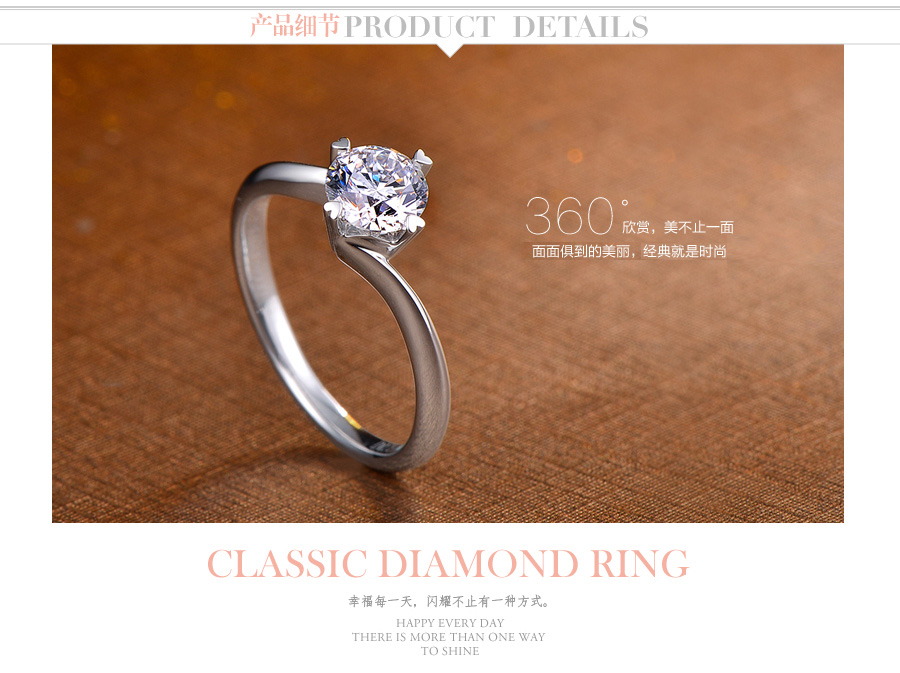 产品细节PRODUCT DETAILS
360°欣赏，美不止一面
面面俱到的美丽，经典就是时尚
CLASSIC DIAMOND RING
幸福每一天，闪耀不止有一种方式。
HAPPY EVERY DAY
THERE IS MORE THAN ONE WAY
TO SHINE